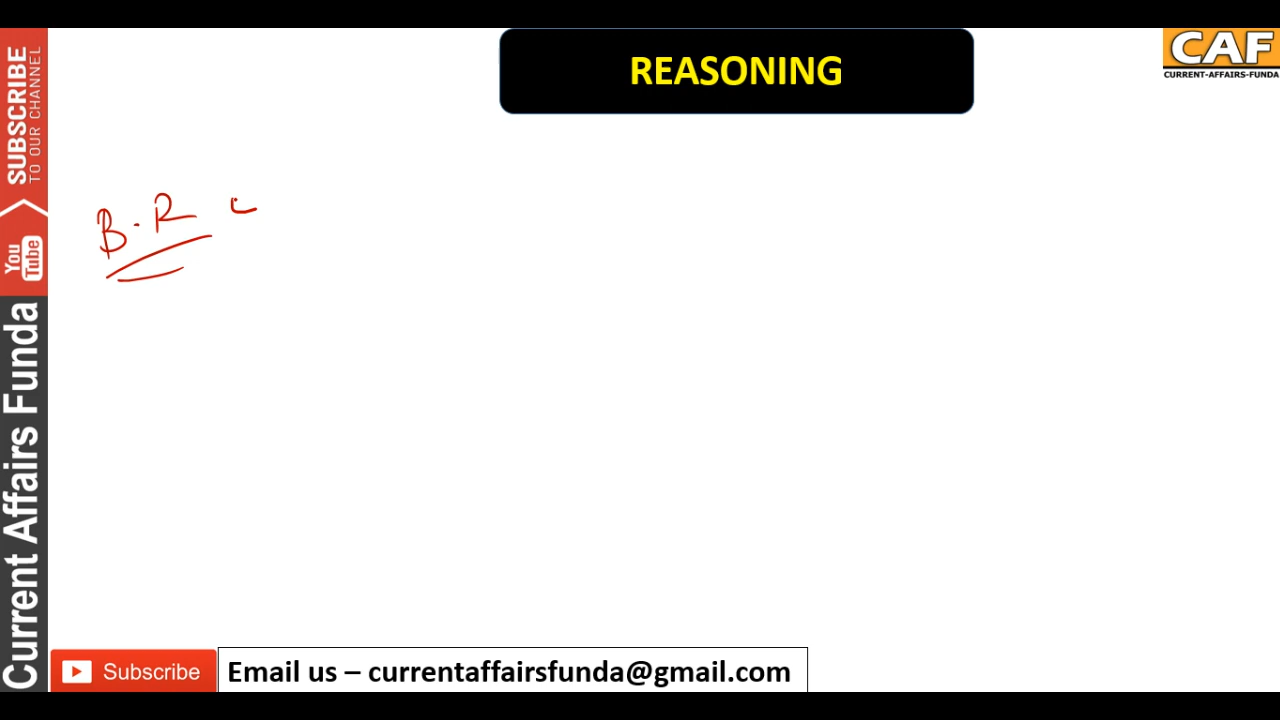 REASONING
CAF
CURRENT-AFFAIRS-FUNDA
SUBSCRIBE
TO OUR CHANNEL
You
Tube
Current Affairs Funda
B.R
Subscribe
Email us – currentaffairsfunda@gmail.com